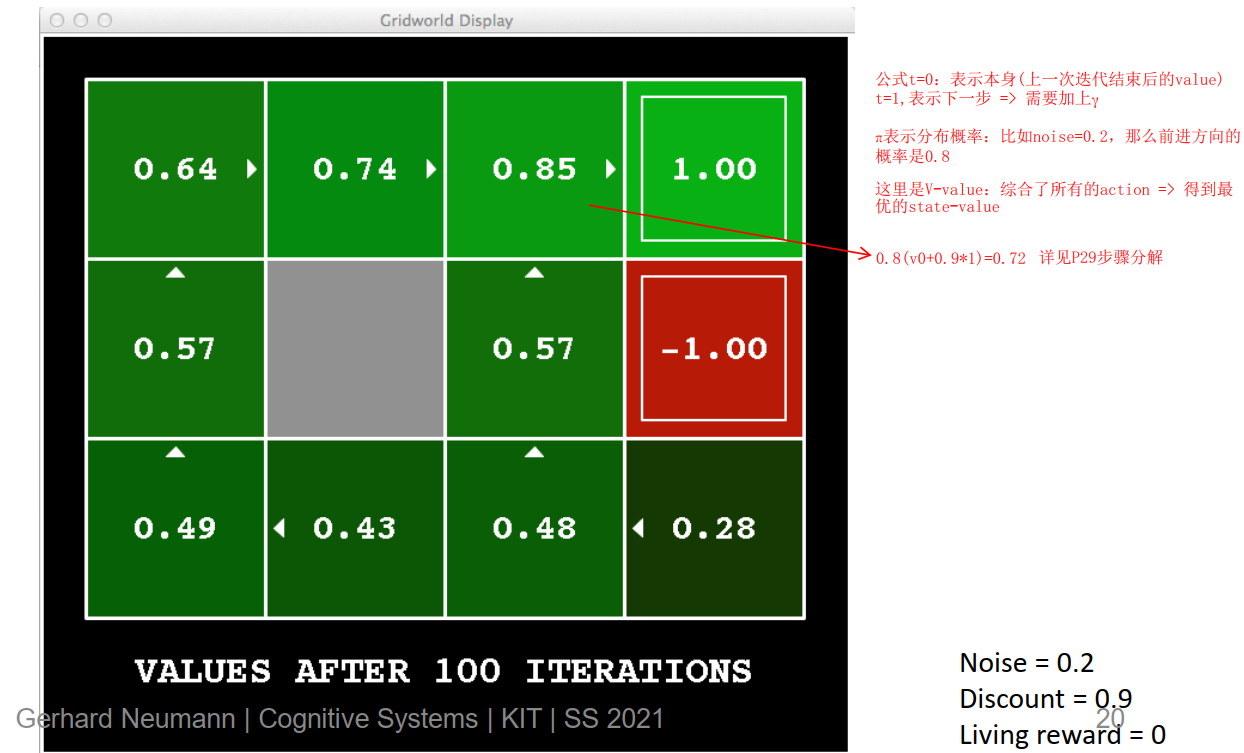 Gridworld Display
公式t=0：表示本身(上一次迭代结束后的value)
t=1,表示下一步 => 需要加上γ
π表示分布概率：比如noise=0.2，那么前进方向的
概率是0.8
这里是V-value：综合了所有的action => 得到最
优的state-value
0.8(v0+0.9*1)=0.72 详见P29步骤分解
0.64 0.74 0.85 1.00
0.57 0.57 -1.00
0.49 0.43 0.48 0.28
VALUES AFTER 100 ITERATIONS
Noise = 0.2
Discount = 0.9
Living reward = 0
Gerhard Neumann | Cognitive Systems | KIT | SS 2021
20